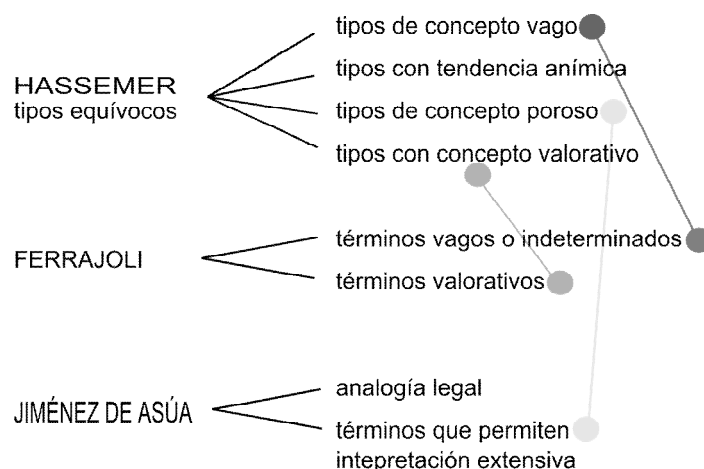 HASSEMER
tipos equívocos
tipos de concepto vago
tipos con tendencia anímica
tipos de concepto poroso
tipos con concepto valorativo
FERRAJOLI
términos vagos o indeterminados
términos valorativos
JIMÉNEZ DE ASÚA
analogía legal
términos que permiten
intepretación extensiva